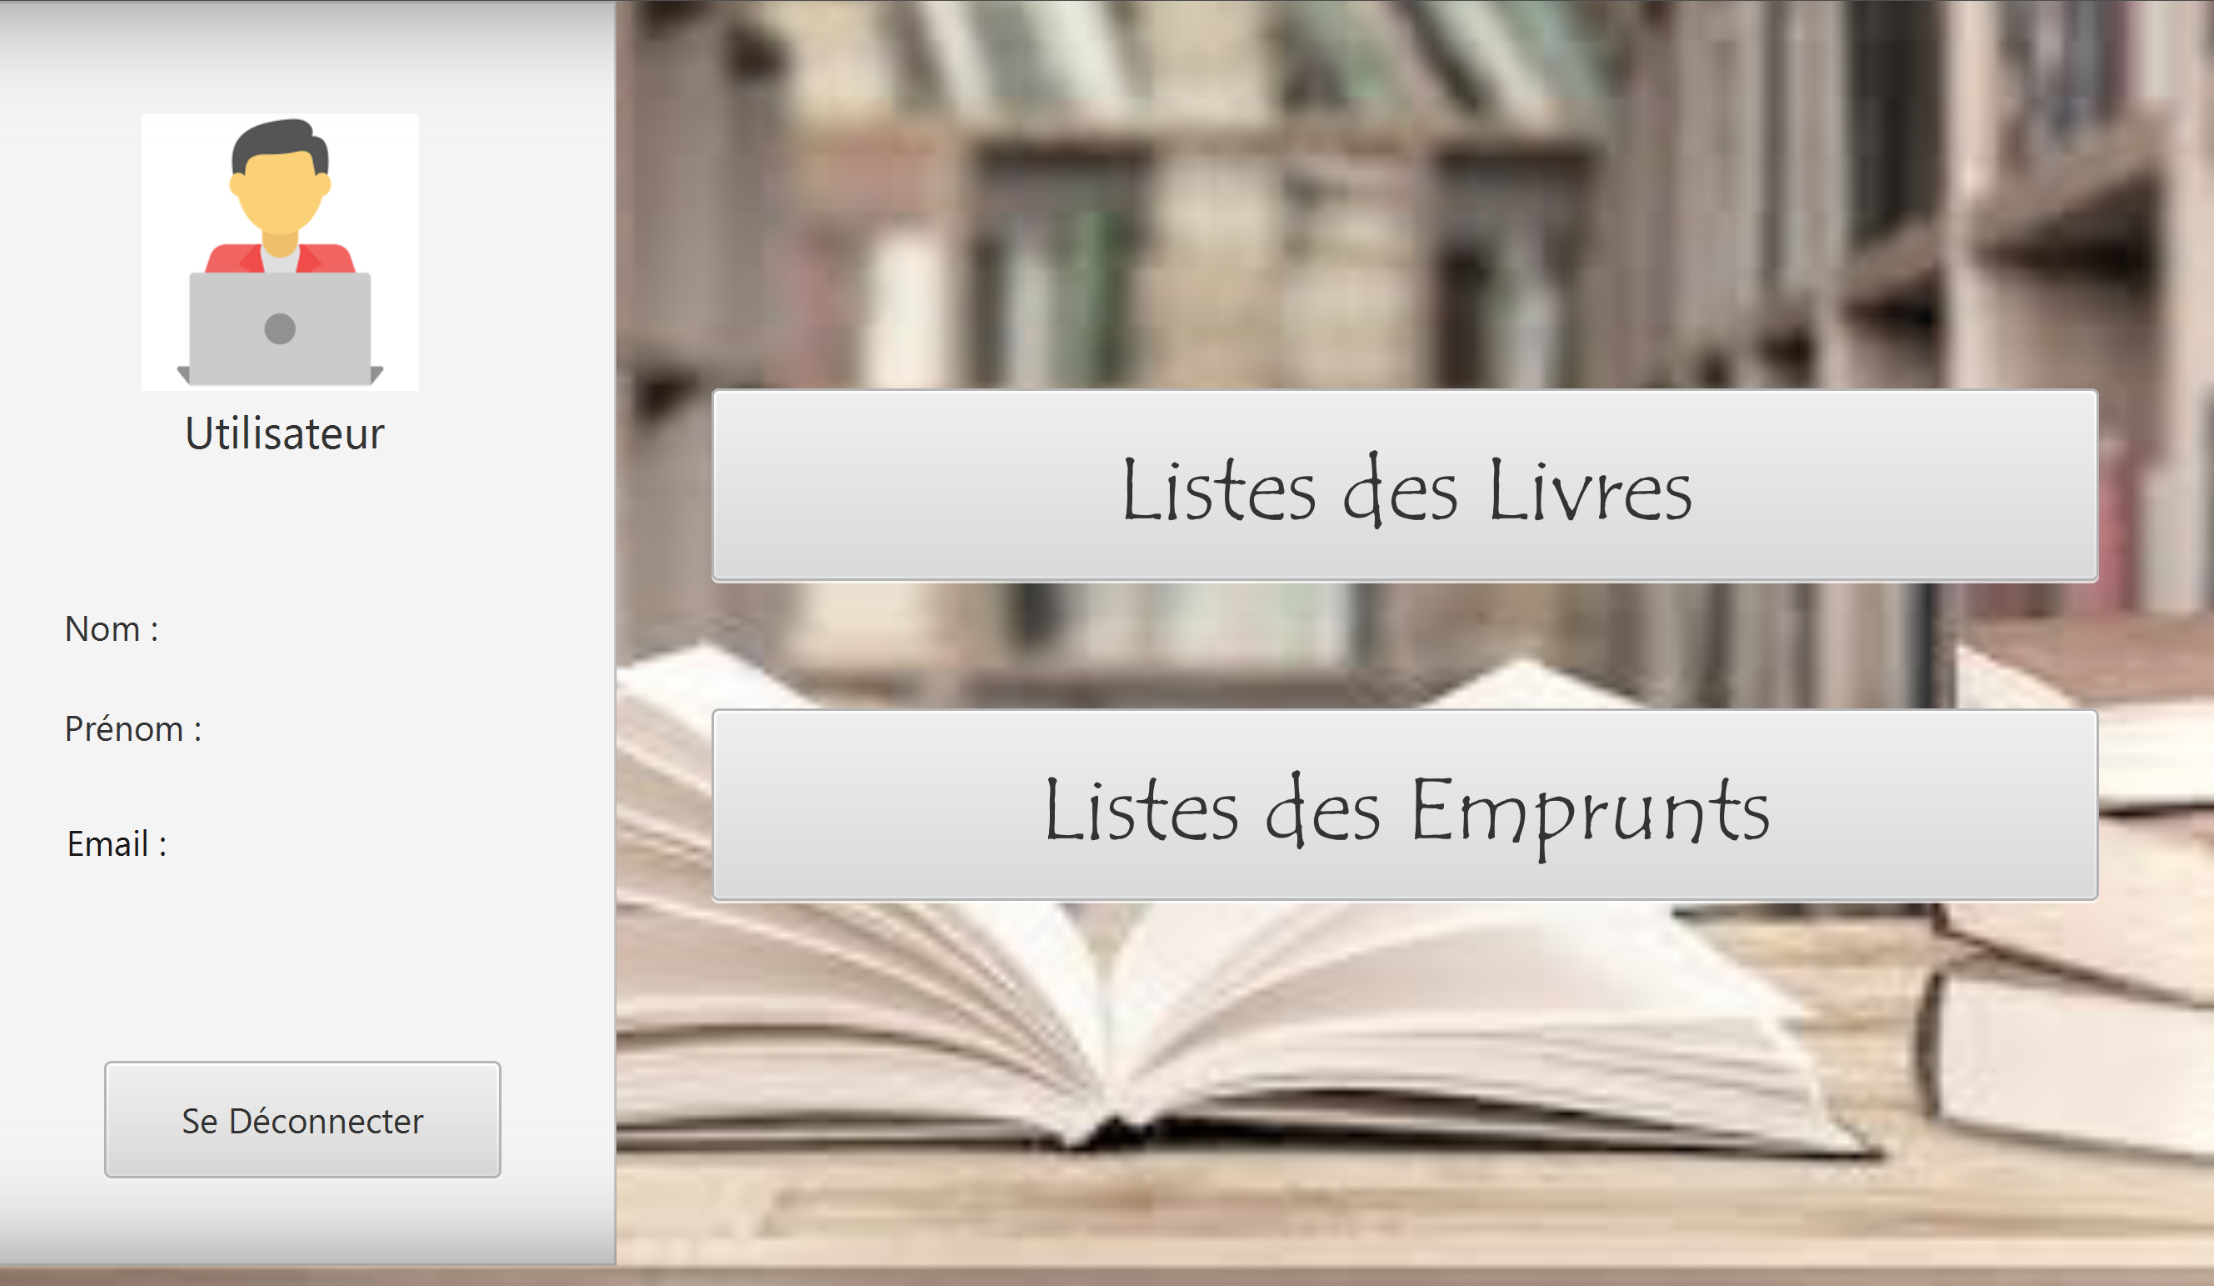 Utilisateur
Nom :
Prénom :
Email :
Se Déconnecter
Listes des Livres
Listes des Emprunts